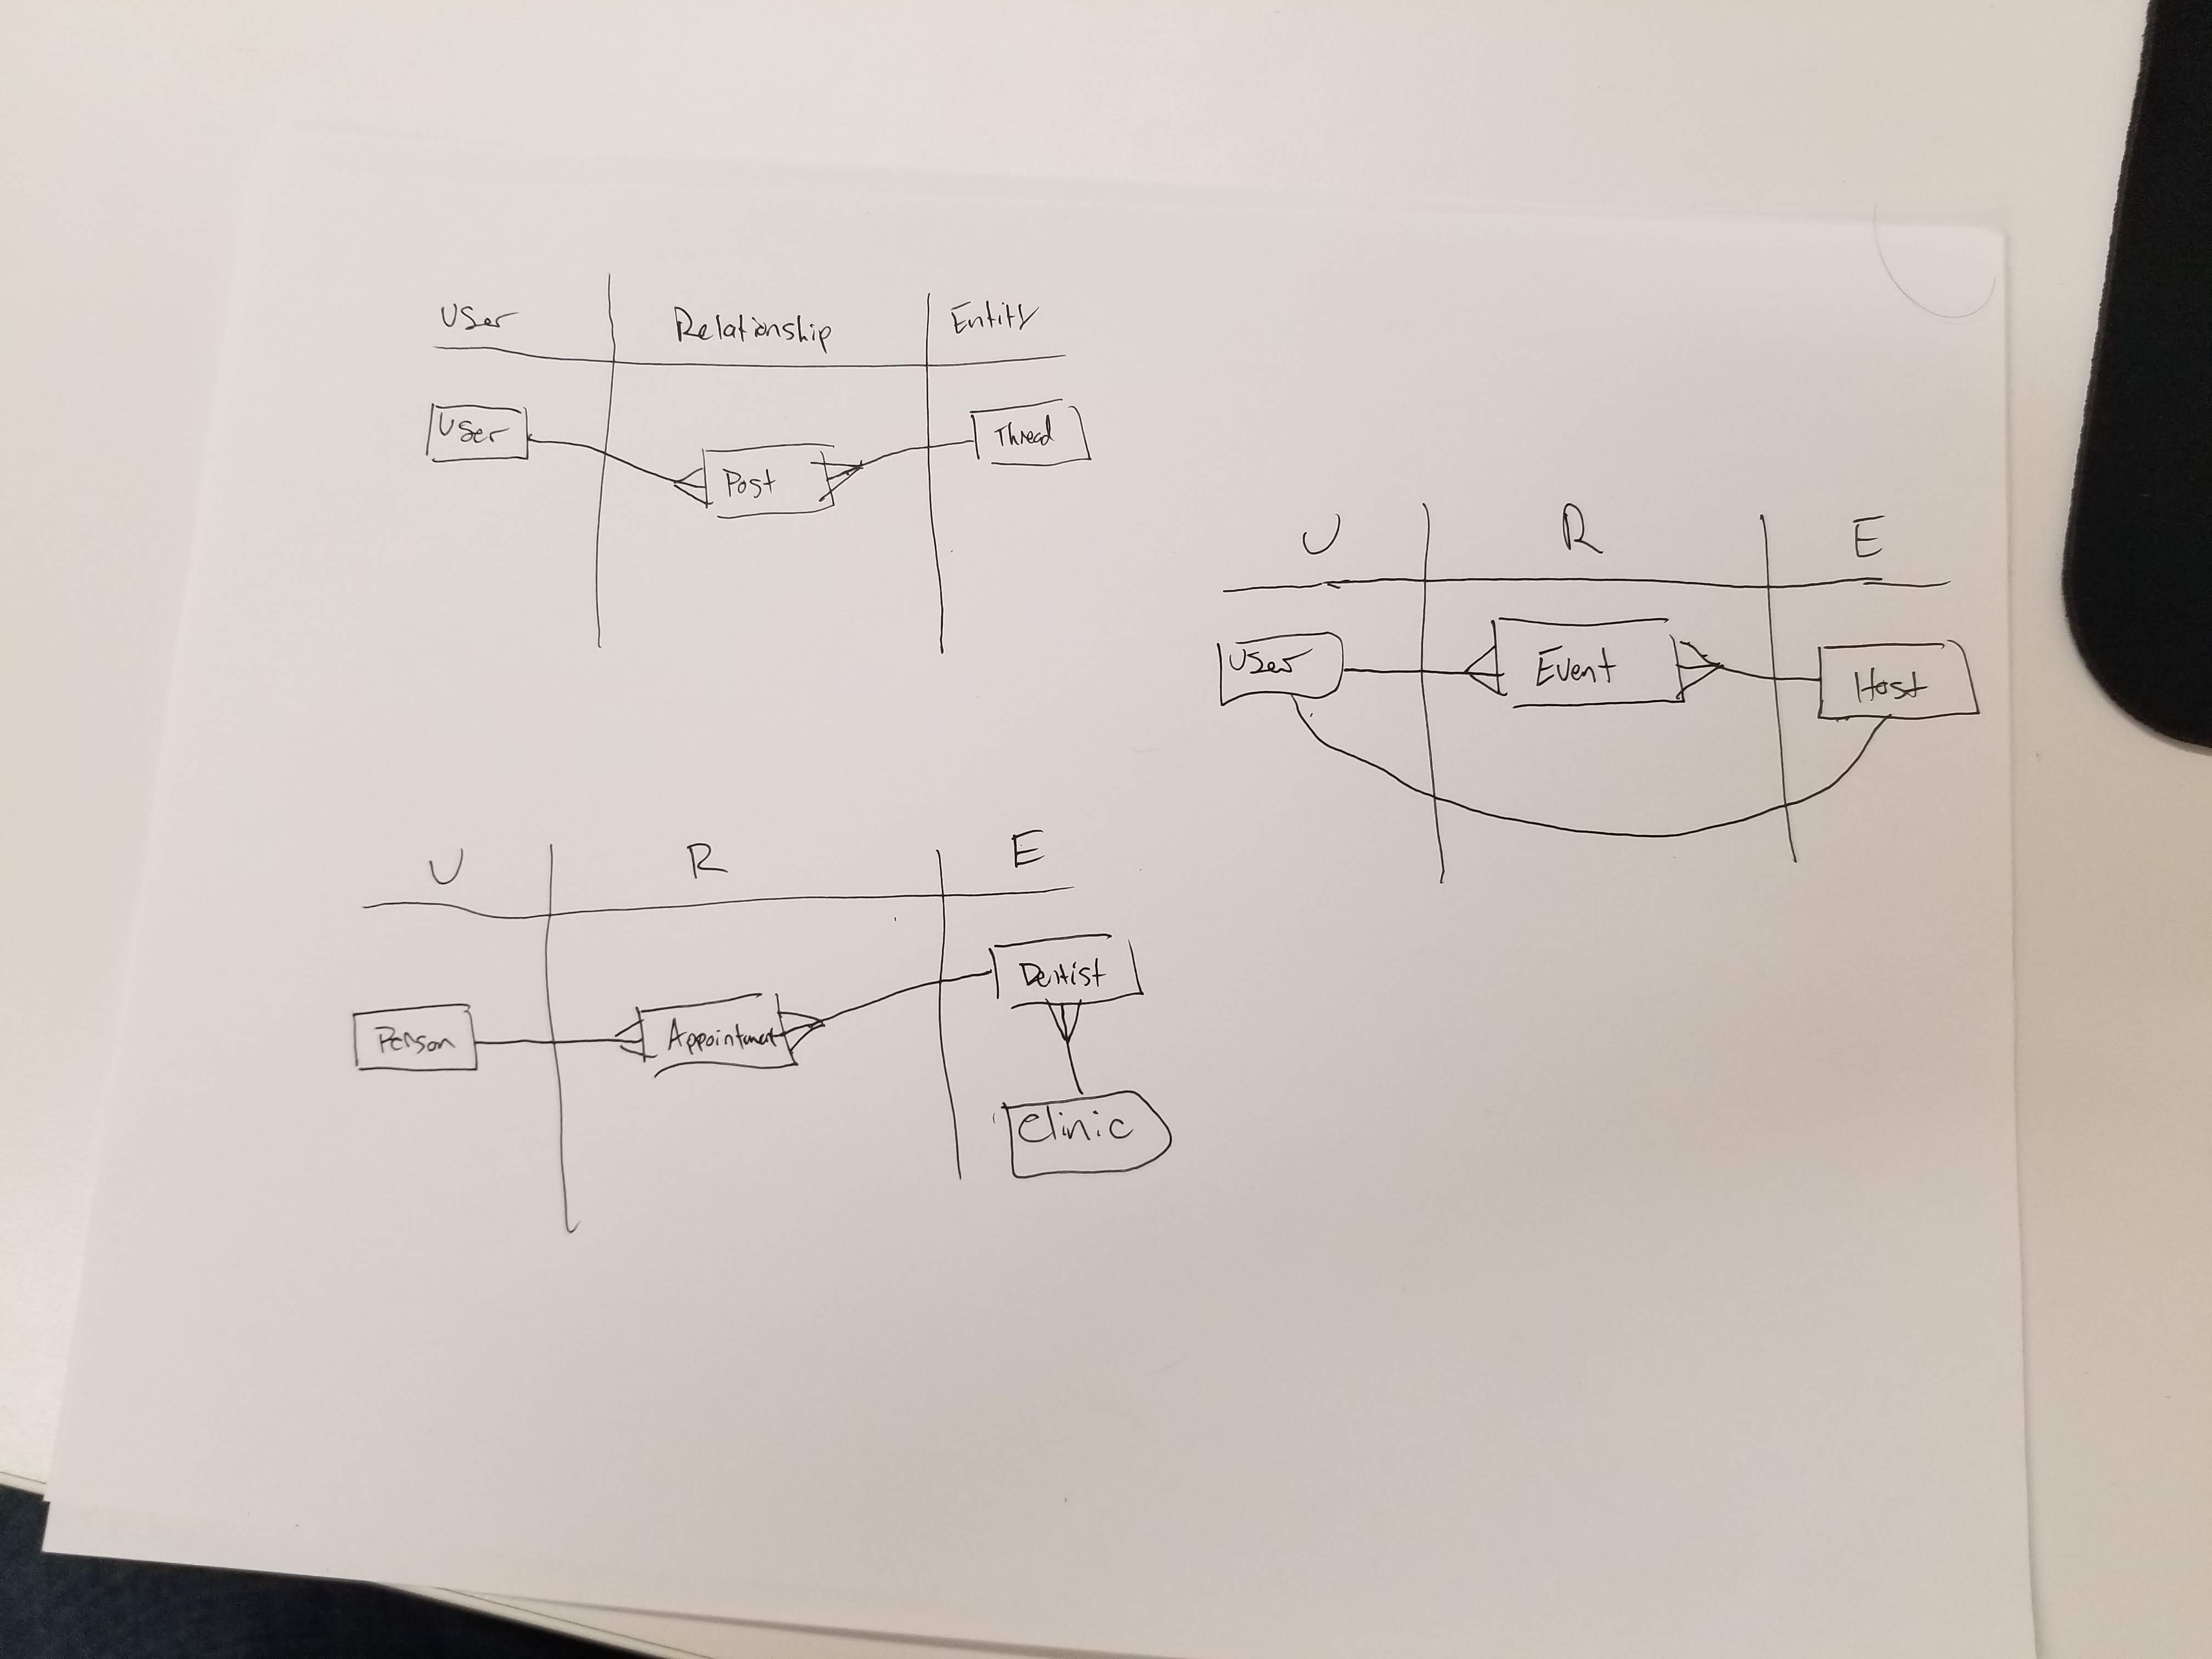 User Relationship Entity
User Post Thread
U R E
Person Appointment Dentist
Clinic
U R E
User Event Host